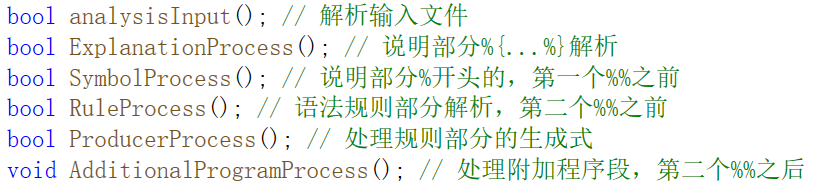 bool analysisInput(); // 解析输入文件
bool ExplanationProcess(); // 说明部分%{...%}解析
bool SymbolProcess(); // 说明部分%开头的，第一个%%之前
bool RuleProcess(); // 语法规则部分解析，第二个%%之前
bool ProducerProcess(); // 处理规则部分的生成式
void AdditionalProgramProcess(); // 处理附加程序段，第二个%%之后